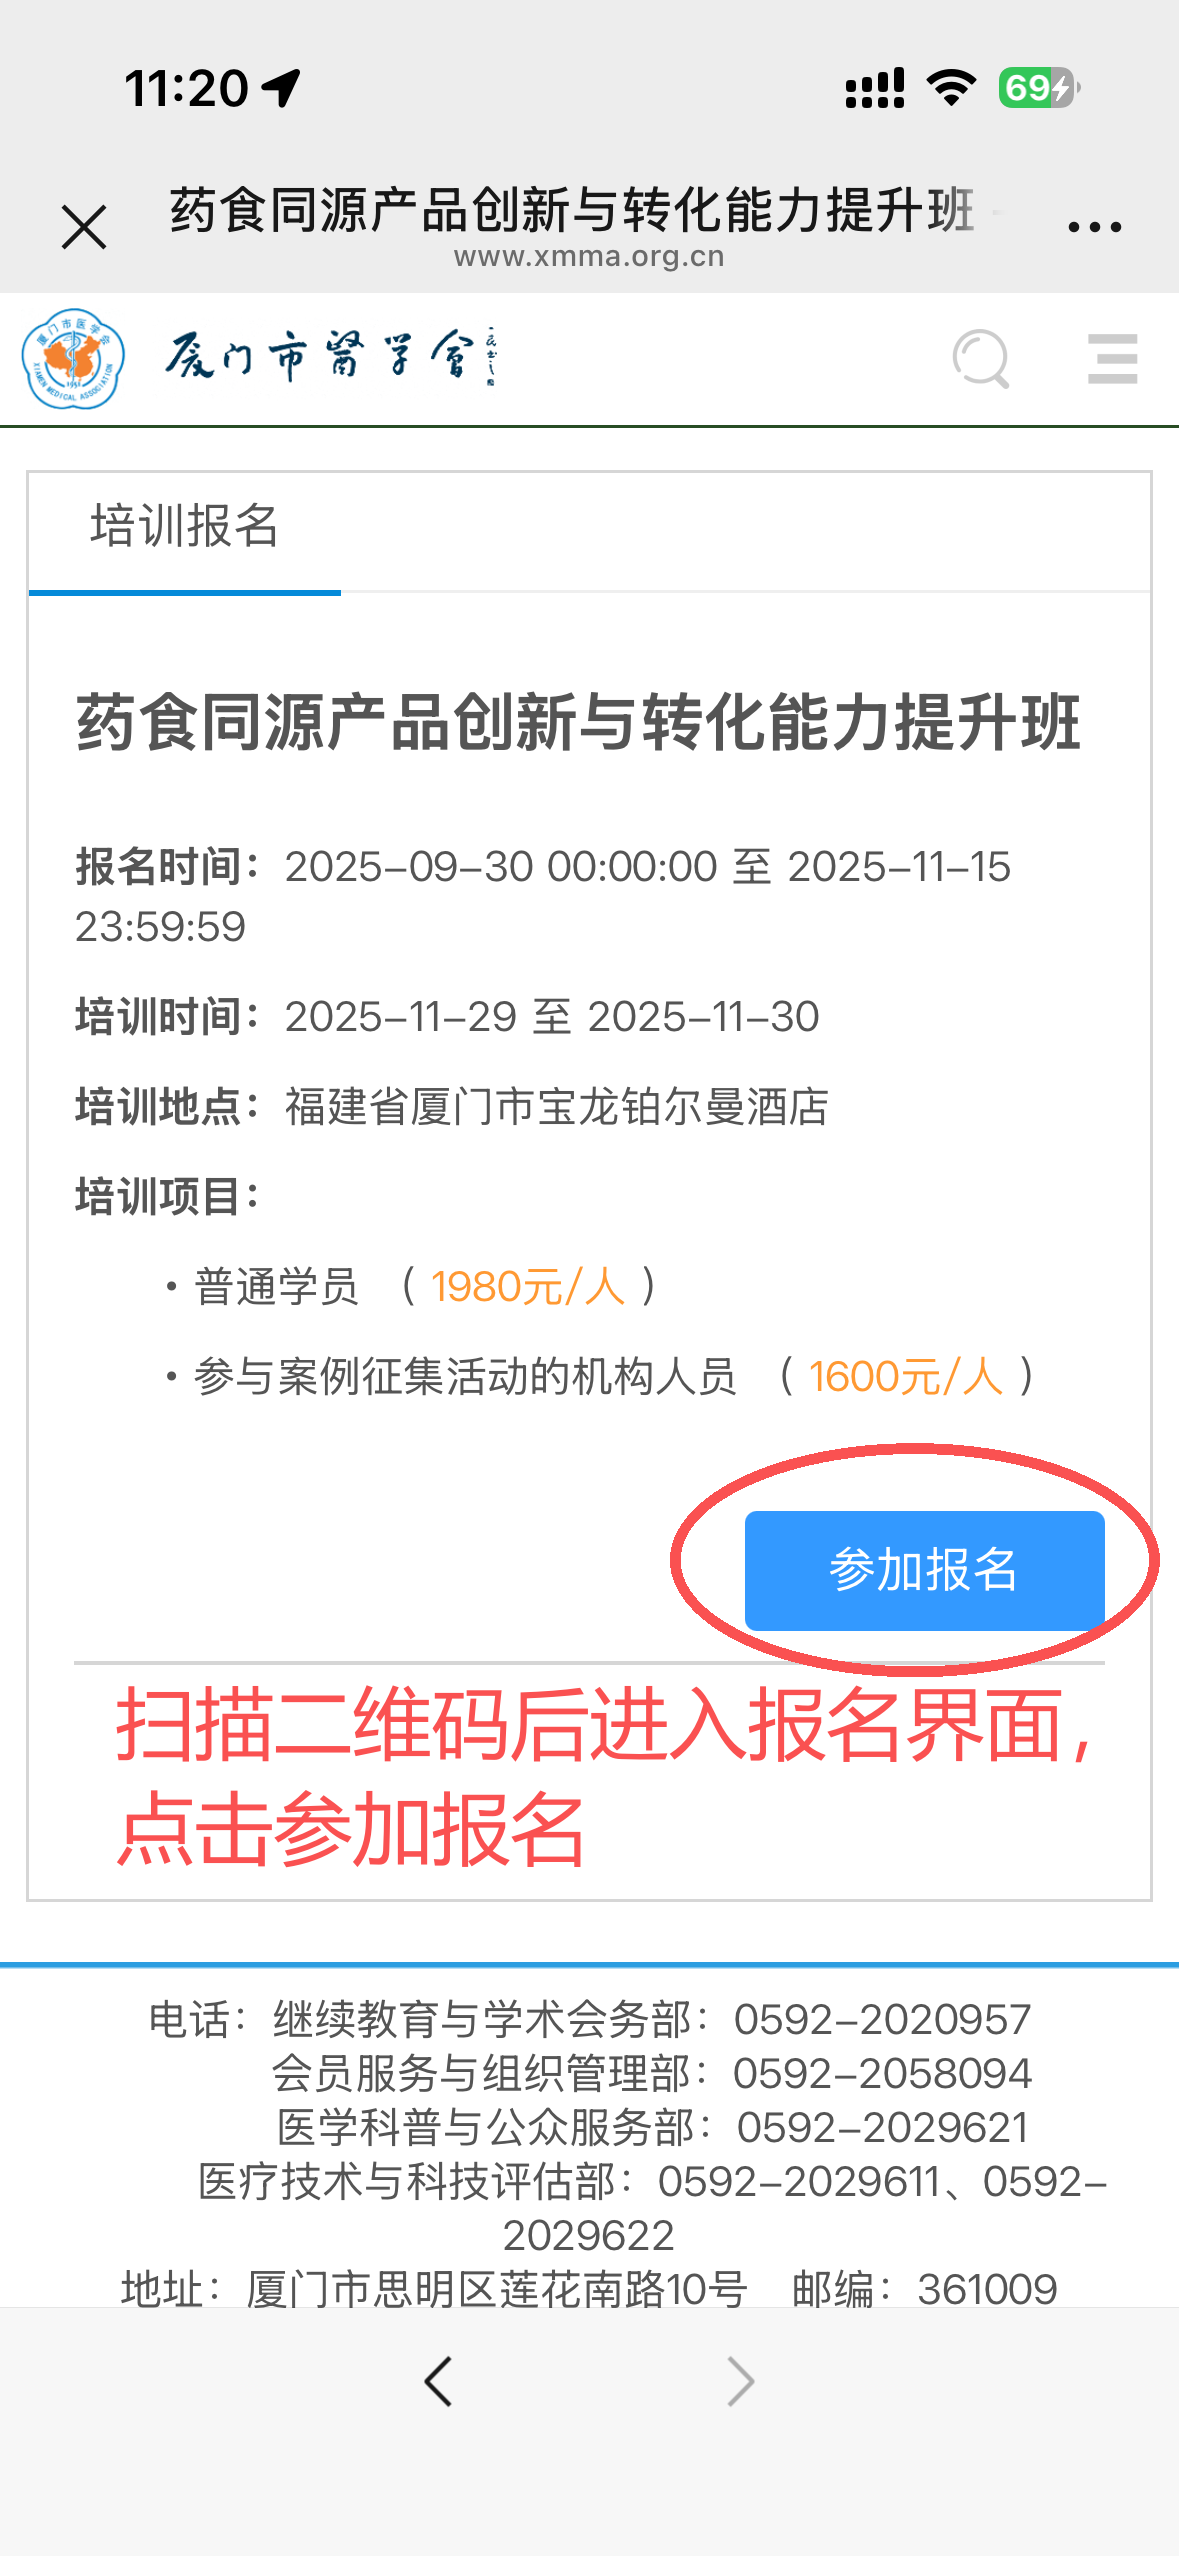 11:20
69
药食同源产品创新与转化能力提升班
www.xmma.org.cn
厦门市医学会
XIAMEN MEDICAL ASSOCIATION
1951
厦门市醫学會
培训报名
药食同源产品创新与转化能力提升班
报名时间：2025-09-30 00:00:00 至 2025-11-15
23:59:59
培训时间：2025-11-29 至 2025-11-30
培训地点：福建省厦门市宝龙铂尔曼酒店
培训项目：
• 普通学员 （ 1980元/人 ）
• 参与案例征集活动的机构人员 （ 1600元/人 ）
参加报名
扫描二维码后进入报名界面，
点击参加报名
电话：继续教育与学术会务部：0592-2020957
会员服务与组织管理部：0592-2058094
医学科普与公众服务部：0592-2029621
医疗技术与科技评估部：0592-2029611、0592-
2029622
地址：厦门市思明区莲花南路10号 邮编：361009